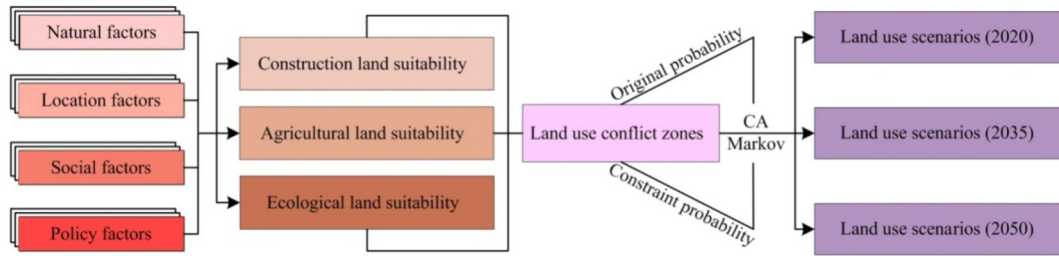 Natural factors
Location factors
Social factors
Policy factors
Construction land suitability
Agricultural land suitability
Ecological land suitability
Land use conflict zones
Original probability
CA
Markov
Constraint probability
Land use scenarios (2020)
Land use scenarios (2035)
Land use scenarios (2050)